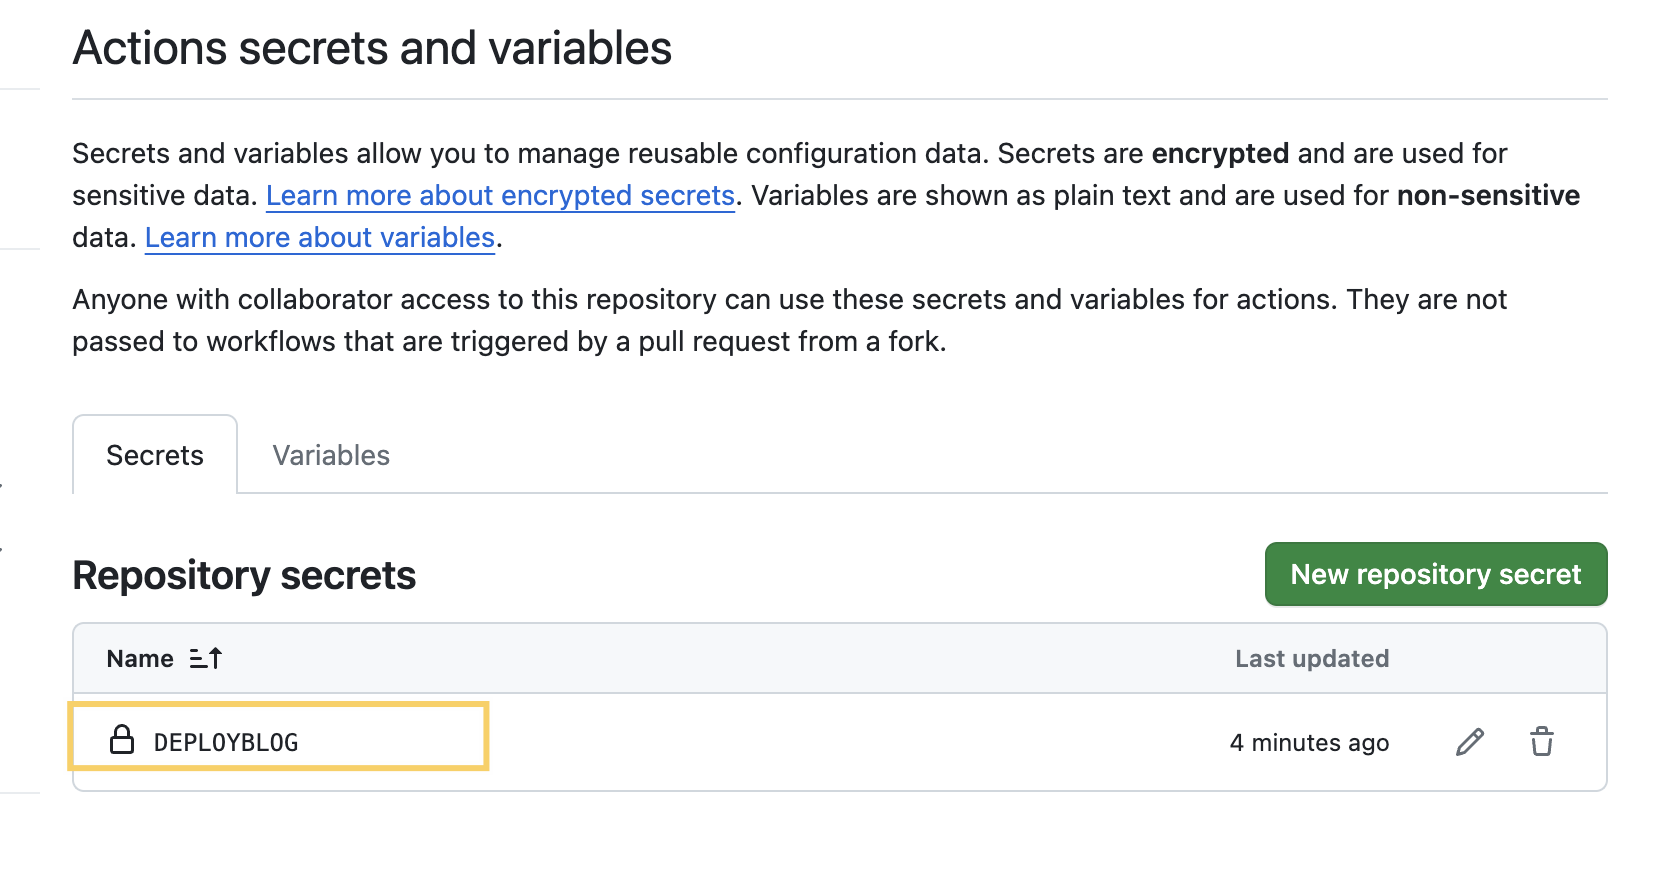 Actions secrets and variables
Secrets and variables allow you to manage reusable configuration data. Secrets are encrypted and are used for
sensitive data. Learn more about encrypted secrets. Variables are shown as plain text and are used for non-sensitive
data. Learn more about variables.
Anyone with collaborator access to this repository can use these secrets and variables for actions. They are not
passed to workflows that are triggered by a pull request from a fork.
Secrets Variables
Repository secrets New repository secret
Name Last updated
DEPLOYBLOG 4 minutes ago